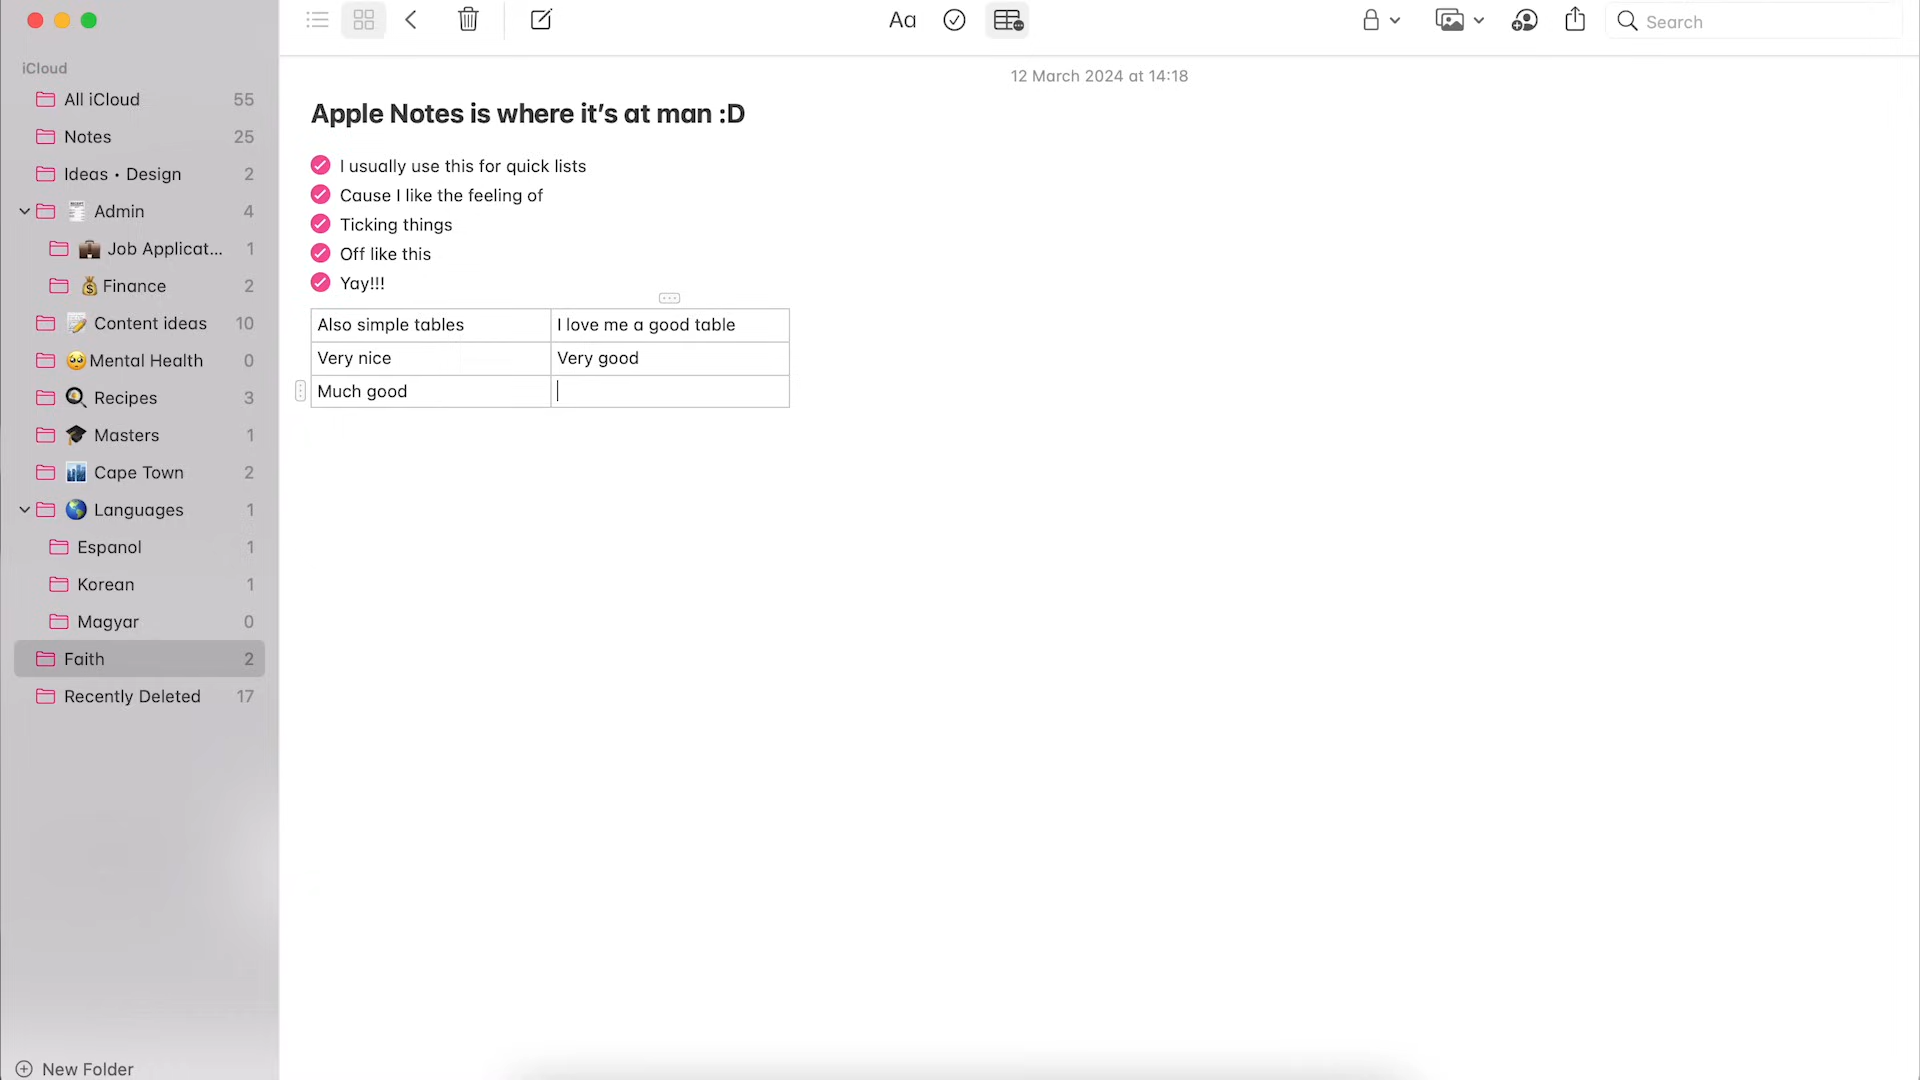 iCloud
All iCloud 55
Notes 25
Ideas • Design 2
Admin 4
Job Applicat... 1
Finance 2
Content ideas 10
Mental Health 0
Recipes 3
Masters 1
Cape Town 2
Languages 1
Espanol 1
Korean 1
Magyar 0
Faith 2
Recently Deleted 17
New Folder
Aa
Search
12 March 2024 at 14:18
Apple Notes is where it's at man :D
I usually use this for quick lists
Cause I like the feeling of
Ticking things
Off like this
Yay!!!
Also simple tables I love me a good table
Very nice Very good
Much good